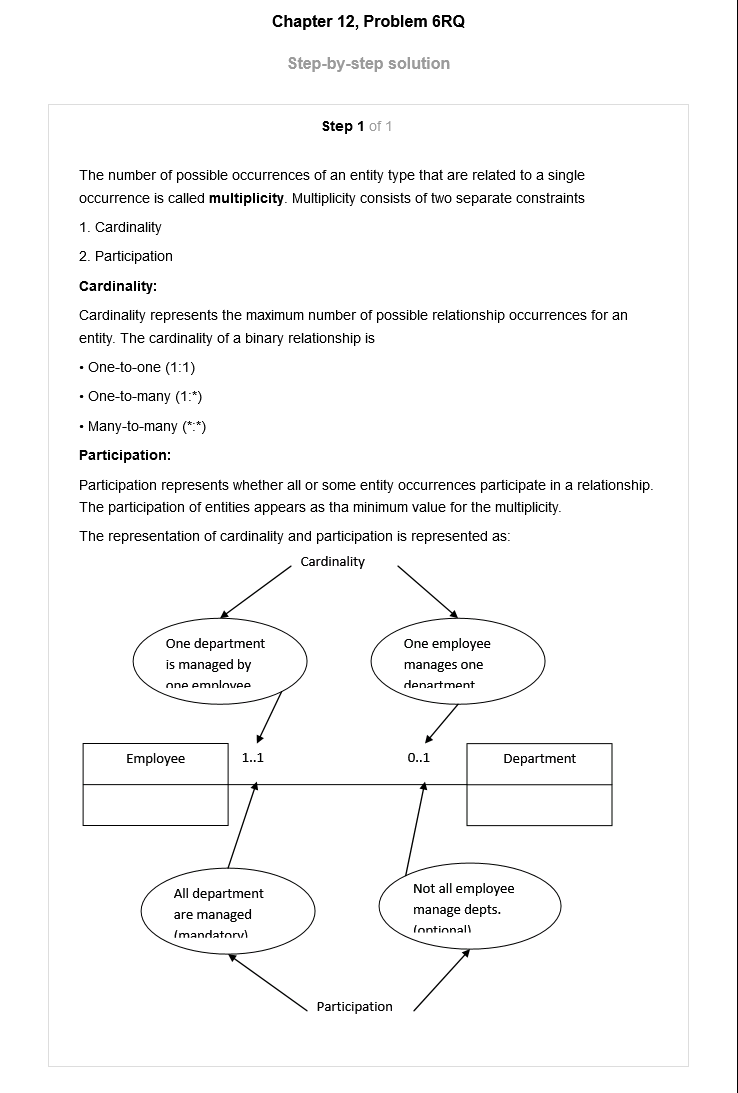 Chapter 12, Problem 6RQ
Step-by-step solution
Step 1 of 1
The number of possible occurrences of an entity type that are related to a single
occurrence is called multiplicity. Multiplicity consists of two separate constraints
1. Cardinality
2. Participation
Cardinality:
Cardinality represents the maximum number of possible relationship occurrences for an
entity. The cardinality of a binary relationship is
• One-to-one (1:1)
• One-to-many (1:*)
• Many-to-many (*:*)
Participation:
Participation represents whether all or some entity occurrences participate in a relationship.
The participation of entities appears as tha minimum value for the multiplicity.
The representation of cardinality and participation is represented as:
Cardinality
One department
is managed by
one employee
One employee
manages one
department
Employee
1..1
0..1
Department
All department
are managed
(mandatory)
Not all employee
manage depts.
(optional)
Participation